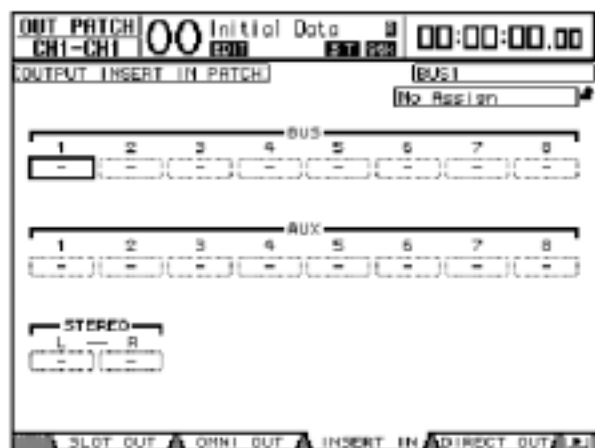 OUT PATCH 00 Initial Data 00:00:00.00
CH1-CH1 EDIT
OUTPUT INSERT IN PATCH BUS1
No Assign
BUS
1 2 3 4 5 6 7 8
- - - - - - - -
AUX
1 2 3 4 5 6 7 8
- - - - - - - -
STEREO
L — R
- -
SLOT OUT OMNI OUT INSERT IN DIRECT OUT